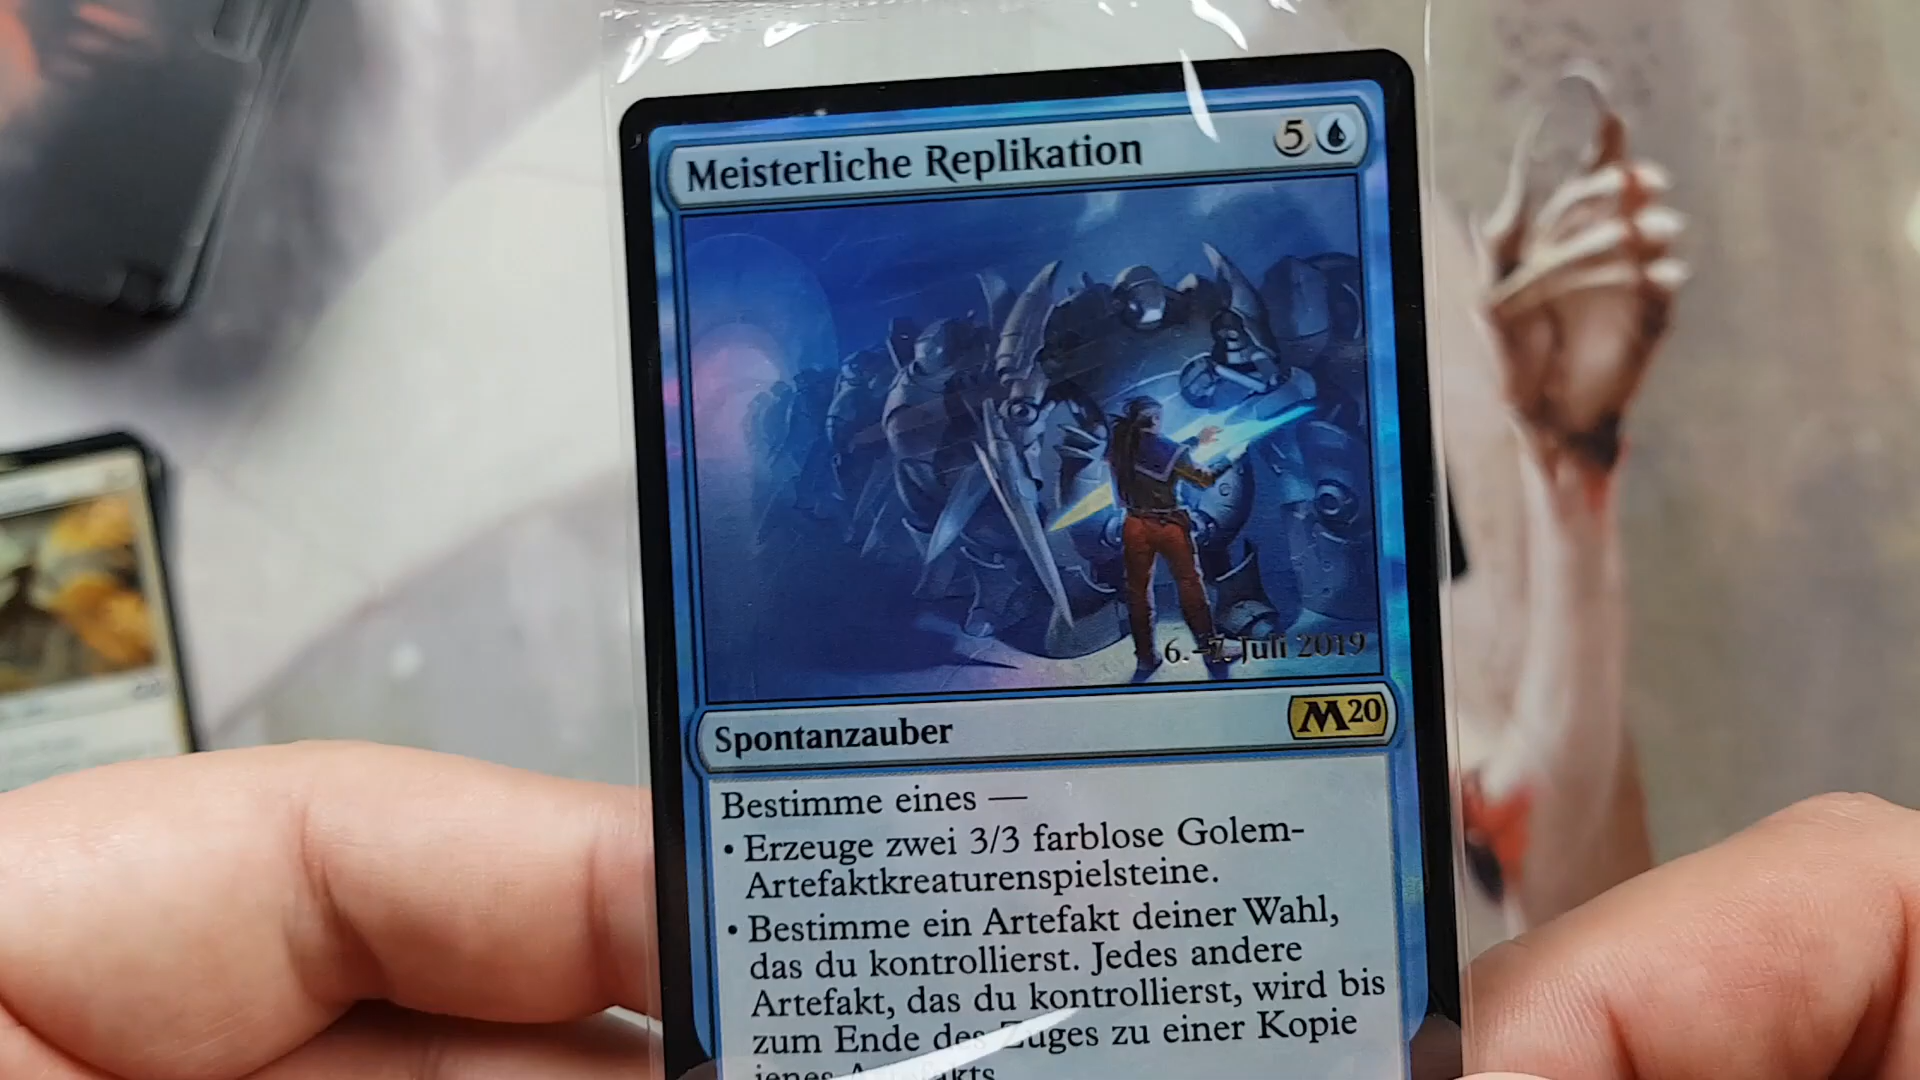 Meisterliche Replikation
5
6.–7. Juli 2019
Spontanzauber
M20
Bestimme eines —
• Erzeuge zwei 3/3 farblose Golem-
Artefaktkreaturenspielsteine.
• Bestimme ein Artefakt deiner Wahl,
das du kontrollierst. Jedes andere
Artefakt, das du kontrollierst, wird bis
zum Ende des Zuges zu einer Kopie
jenes